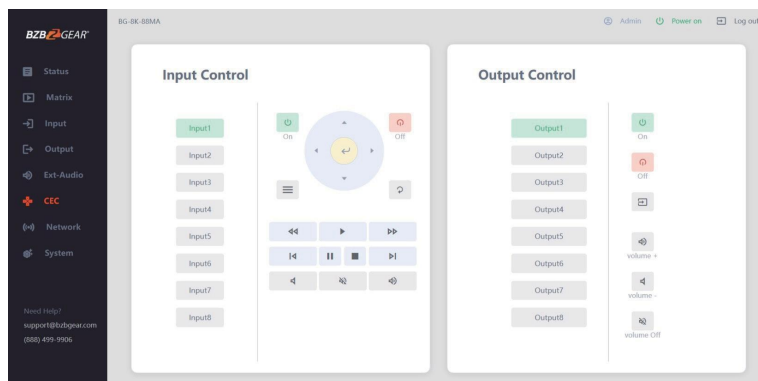 BG-8K-88MA
Admin
Power on
Log out
BZBGEAR
Status
Matrix
Input
Output
Ext-Audio
CEC
Network
System
Need Help?
support@bzbgear.com
(888) 499-9906
Input Control
Input1
Input2
Input3
Input4
Input5
Input6
Input7
Input8
On
Off
Output Control
Output1
Output2
Output3
Output4
Output5
Output6
Output7
Output8
On
Off
volume +
volume -
volume Off